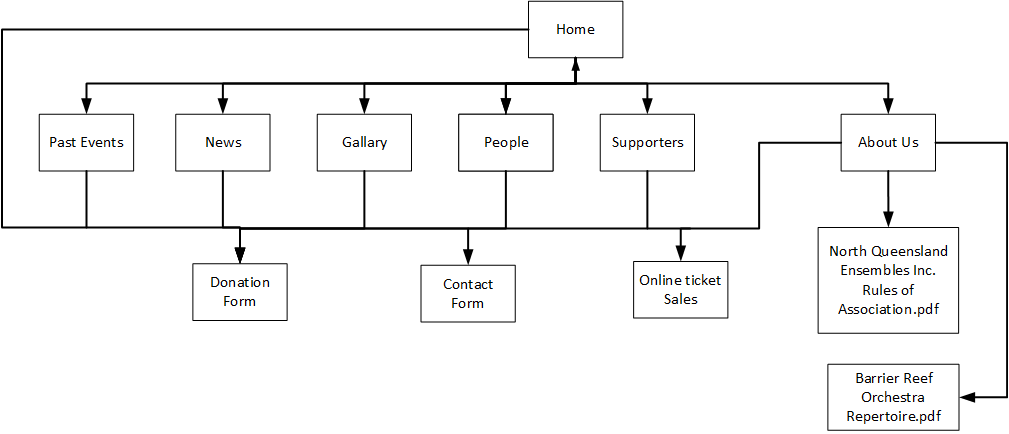 Home
Past Events
News
Gallary
People
Supporters
About Us
Donation
Form
Contact
Form
Online ticket
Sales
North Queensland
Ensembles Inc.
Rules of
Association.pdf
Barrier Reef
Orchestra
Repertoire.pdf